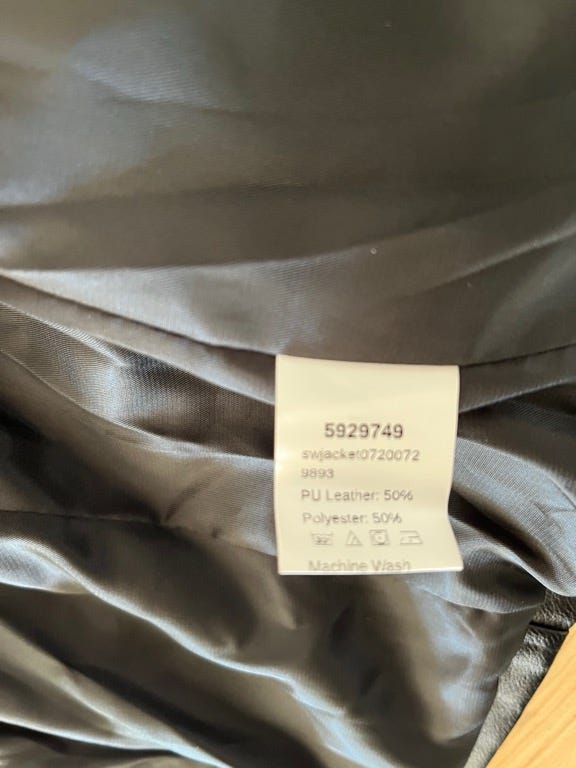 5929749
swjacket0720072
9893
PU Leather: 50%
Polyester: 50%
Machine Wash